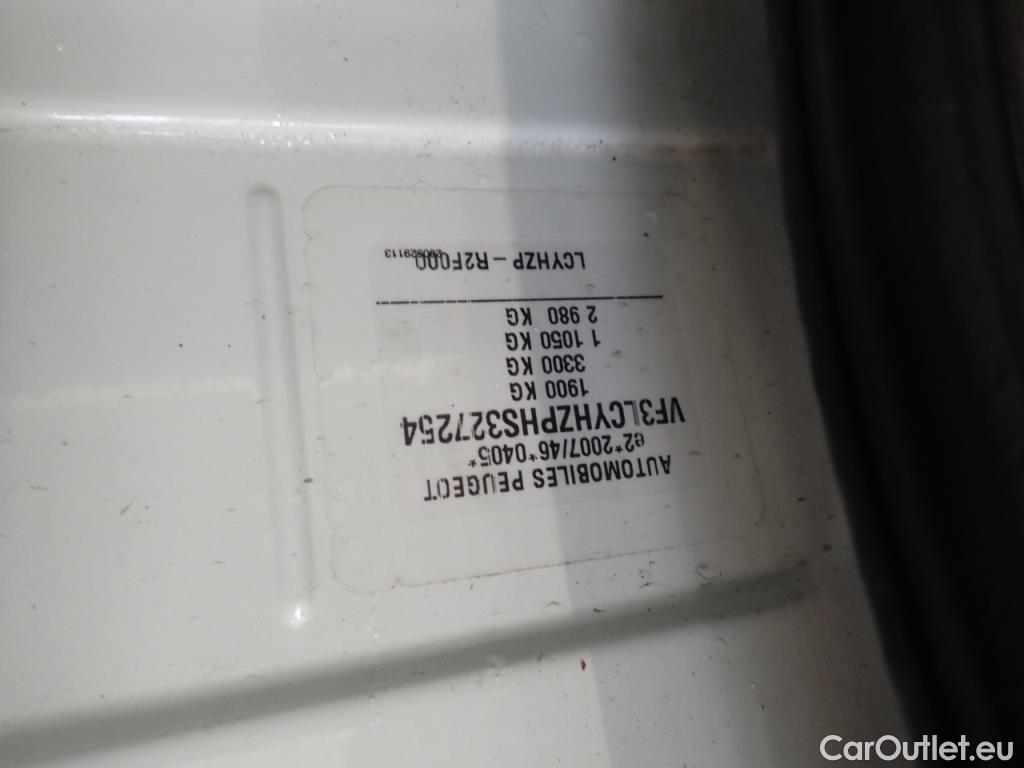 AUTOMOBILES PEUGEOT
e2*2007/46*0405*
VF3LCYHZPHS327254
1900 KG
3300 KG
1 1050 KG
2 980 KG
LCYHZP - R2F000
CarOutlet.eu